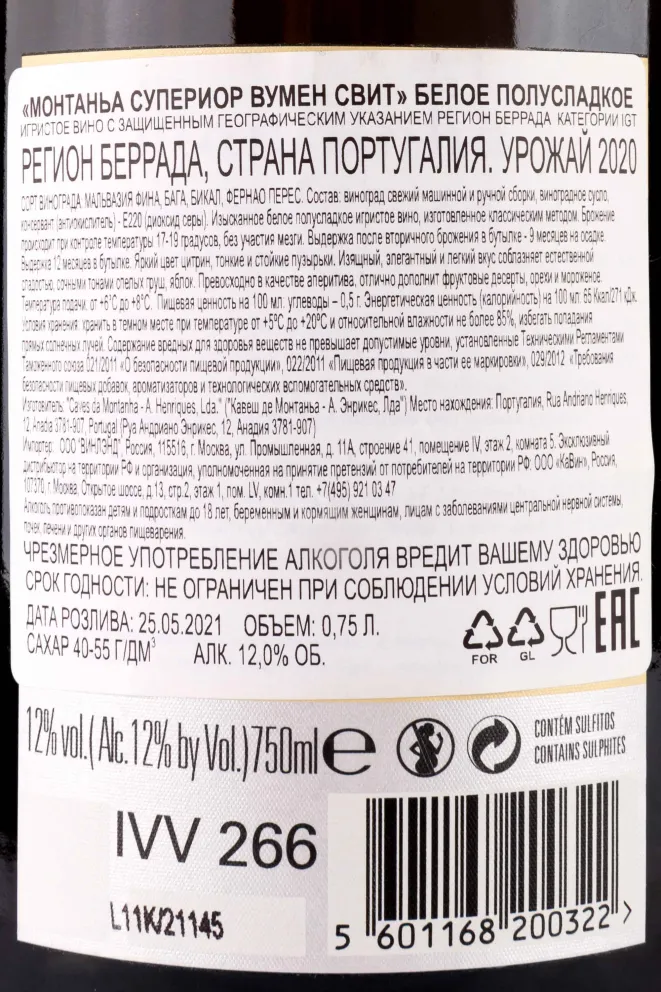 «МОНТАНЬА СУПЕРИОР ВУМЕН СВИТ» БЕЛОЕ ПОЛУСЛАДКОЕ
ИГРИСТОЕ ВИНО С ЗАЩИЩЕННЫМ ГЕОГРАФИЧЕСКИМ УКАЗАНИЕМ РЕГИОН БЕРРАДА КАТЕГОРИИ IGT
РЕГИОН БЕРРАДА, СТРАНА ПОРТУГАЛИЯ. УРОЖАЙ 2020
СОРТ ВИНОГРАДА: МАЛЬВАЗИЯ ФИНА, БАГА, БИКАЛ, ФЕРНАО ПЕРЕС. Состав: виноград свежий машинной и ручной сборки, виноградное сусло,
консервант (антиокислитель) - Е220 (диоксид серы). Изысканное белое полусладкое игристое вино, изготовленное классическим методом. Брожение
происходит при контроле температуры 17-19 градусов, без участия мезги. Выдержка после вторичного брожения в бутылке - 9 месяцев на осадке.
Выдержка 12 месяцев в бутылке. Яркий цвет цитрин, тонкие и стойкие пузырьки. Изящный, элегантный и легкий вкус соблазняет естественной
сладостью, сочными тонами спелых груш, яблок. Превосходно в качестве аперитива, отлично дополнит фруктовые десерты, орехи и мороженое.
Температура подачи: от +6°С до +8°С. Пищевая ценность на 100 мл: углеводы – 0,5 г. Энергетическая ценность (калорийность) на 100 мл: 65 Ккал/271 кДж.
Условия хранения: хранить в темном месте при температуре от +5°С до +20°С и относительной влажности не более 85%, избегать попадания
прямых солнечных лучей. Содержание вредных для здоровья веществ не превышает допустимые уровни, установленные Техническими Регламентами
Таможенного союза 021/2011 «О безопасности пищевой продукции», 022/2011 «Пищевая продукция в части ее маркировки», 029/2012 «Требования
безопасности пищевых добавок, ароматизаторов и технологических вспомогательных средств».
Изготовитель: "Caves da Montanha - A. Henriques, Lda." ("Кавеш де Монтаньа - А. Энрикес, Лда") Место нахождения: Португалия, Rua Adriano Henriques,
12, Anadia 3781-907, Portugal (Руа Андриано Энрикес, 12, Анадия 3781-907)
Импортер: ООО "ВИНЛЭНД", Россия, 115516, г. Москва, ул. Промышленная, д. 11А, строение 41, помещение IV, этаж 2, комната 5. Эксклюзивный
дистрибьютор на территории РФ и организация, уполномоченная на принятие претензий от потребителей на территории РФ: ООО «КаВин», Россия,
107370, г. Москва, Открытое шоссе, д.13, стр.2, этаж 1, пом. LV, комн.1 тел. +7(495) 921 03 47
Алкоголь противопоказан детям и подросткам до 18 лет, беременным и кормящим женщинам, лицам с заболеваниями центральной нервной системы,
почек, печени и других органов пищеварения.
ЧРЕЗМЕРНОЕ УПОТРЕБЛЕНИЕ АЛКОГОЛЯ ВРЕДИТ ВАШЕМУ ЗДОРОВЬЮ
СРОК ГОДНОСТИ: НЕ ОГРАНИЧЕН ПРИ СОБЛЮДЕНИИ УСЛОВИЙ ХРАНЕНИЯ.
ДАТА РОЗЛИВА: 25.05.2021 ОБЪЕМ: 0,75 Л.
САХАР 40-55 Г/ДМ³ АЛК. 12,0% ОБ.
FOR GL EAC
12% vol. (Alc. 12% by Vol.) 750ml e
CONTÉM SULFITOS
CONTAINS SULPHITES
IVV 266
L11K/21145
5 601168 200322 >